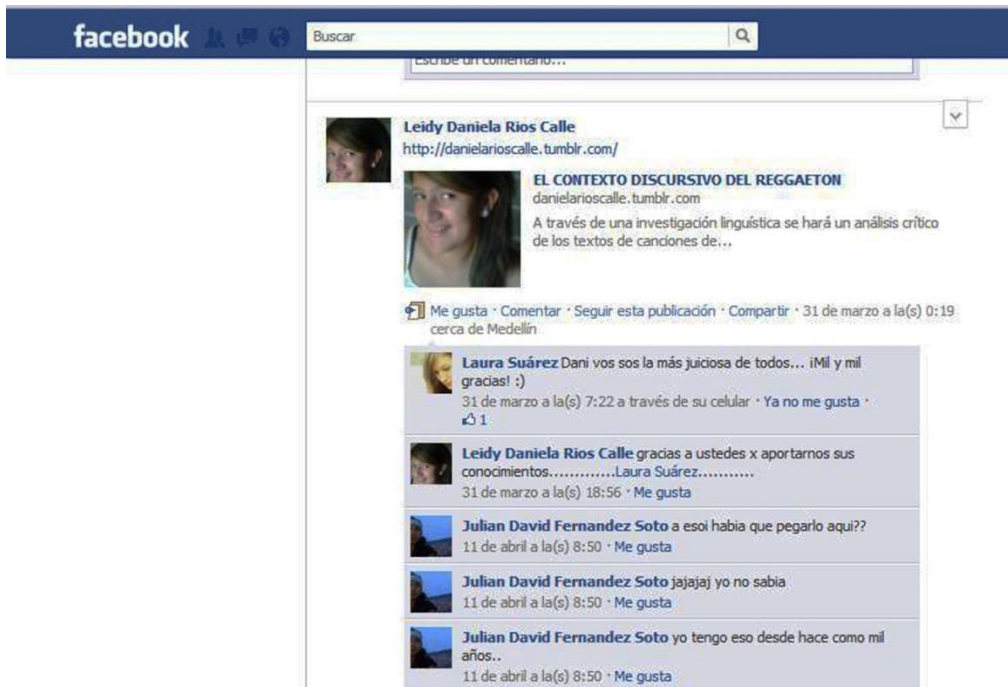 facebook Buscar
Escribe un comentario...
Leidy Daniela Rios Calle
http://danielarioscalle.tumblr.com/
EL CONTEXTO DISCURSIVO DEL REGGAETON
danielarioscalle.tumblr.com
A través de una investigación linguística se hará un análisis crítico
de los textos de canciones de...
Me gusta · Comentar · Seguir esta publicación · Compartir · 31 de marzo a la(s) 0:19
cerca de Medellín
Laura Suárez Dani vos sos la más juiciosa de todos... ¡Mil y mil
gracias! :)
31 de marzo a la(s) 7:22 a través de su celular · Ya no me gusta ·
1
Leidy Daniela Rios Calle gracias a ustedes x aportarnos sus
conocimientos.............Laura Suárez...........
31 de marzo a la(s) 18:56 · Me gusta
Julian David Fernandez Soto a esoi habia que pegarlo aqui??
11 de abril a la(s) 8:50 · Me gusta
Julian David Fernandez Soto jajajaj yo no sabia
11 de abril a la(s) 8:50 · Me gusta
Julian David Fernandez Soto yo tengo eso desde hace como mil
años..
11 de abril a la(s) 8:50 · Me gusta